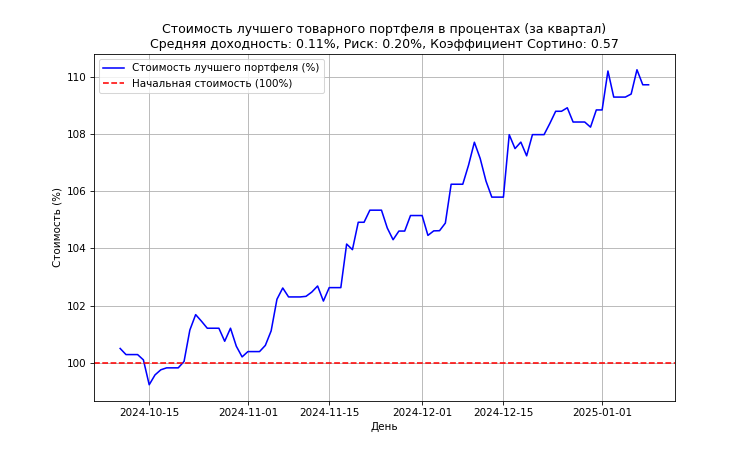 Стоимость лучшего товарного портфеля в процентах (за квартал)
Средняя доходность: 0.11%, Риск: 0.20%, Коэффициент Сортино: 0.57
Стоимость лучшего портфеля (%)
Начальная стоимость (100%)
Стоимость (%)
110
108
106
104
102
100
2024-10-15
2024-11-01
2024-11-15
2024-12-01
2024-12-15
2025-01-01
День